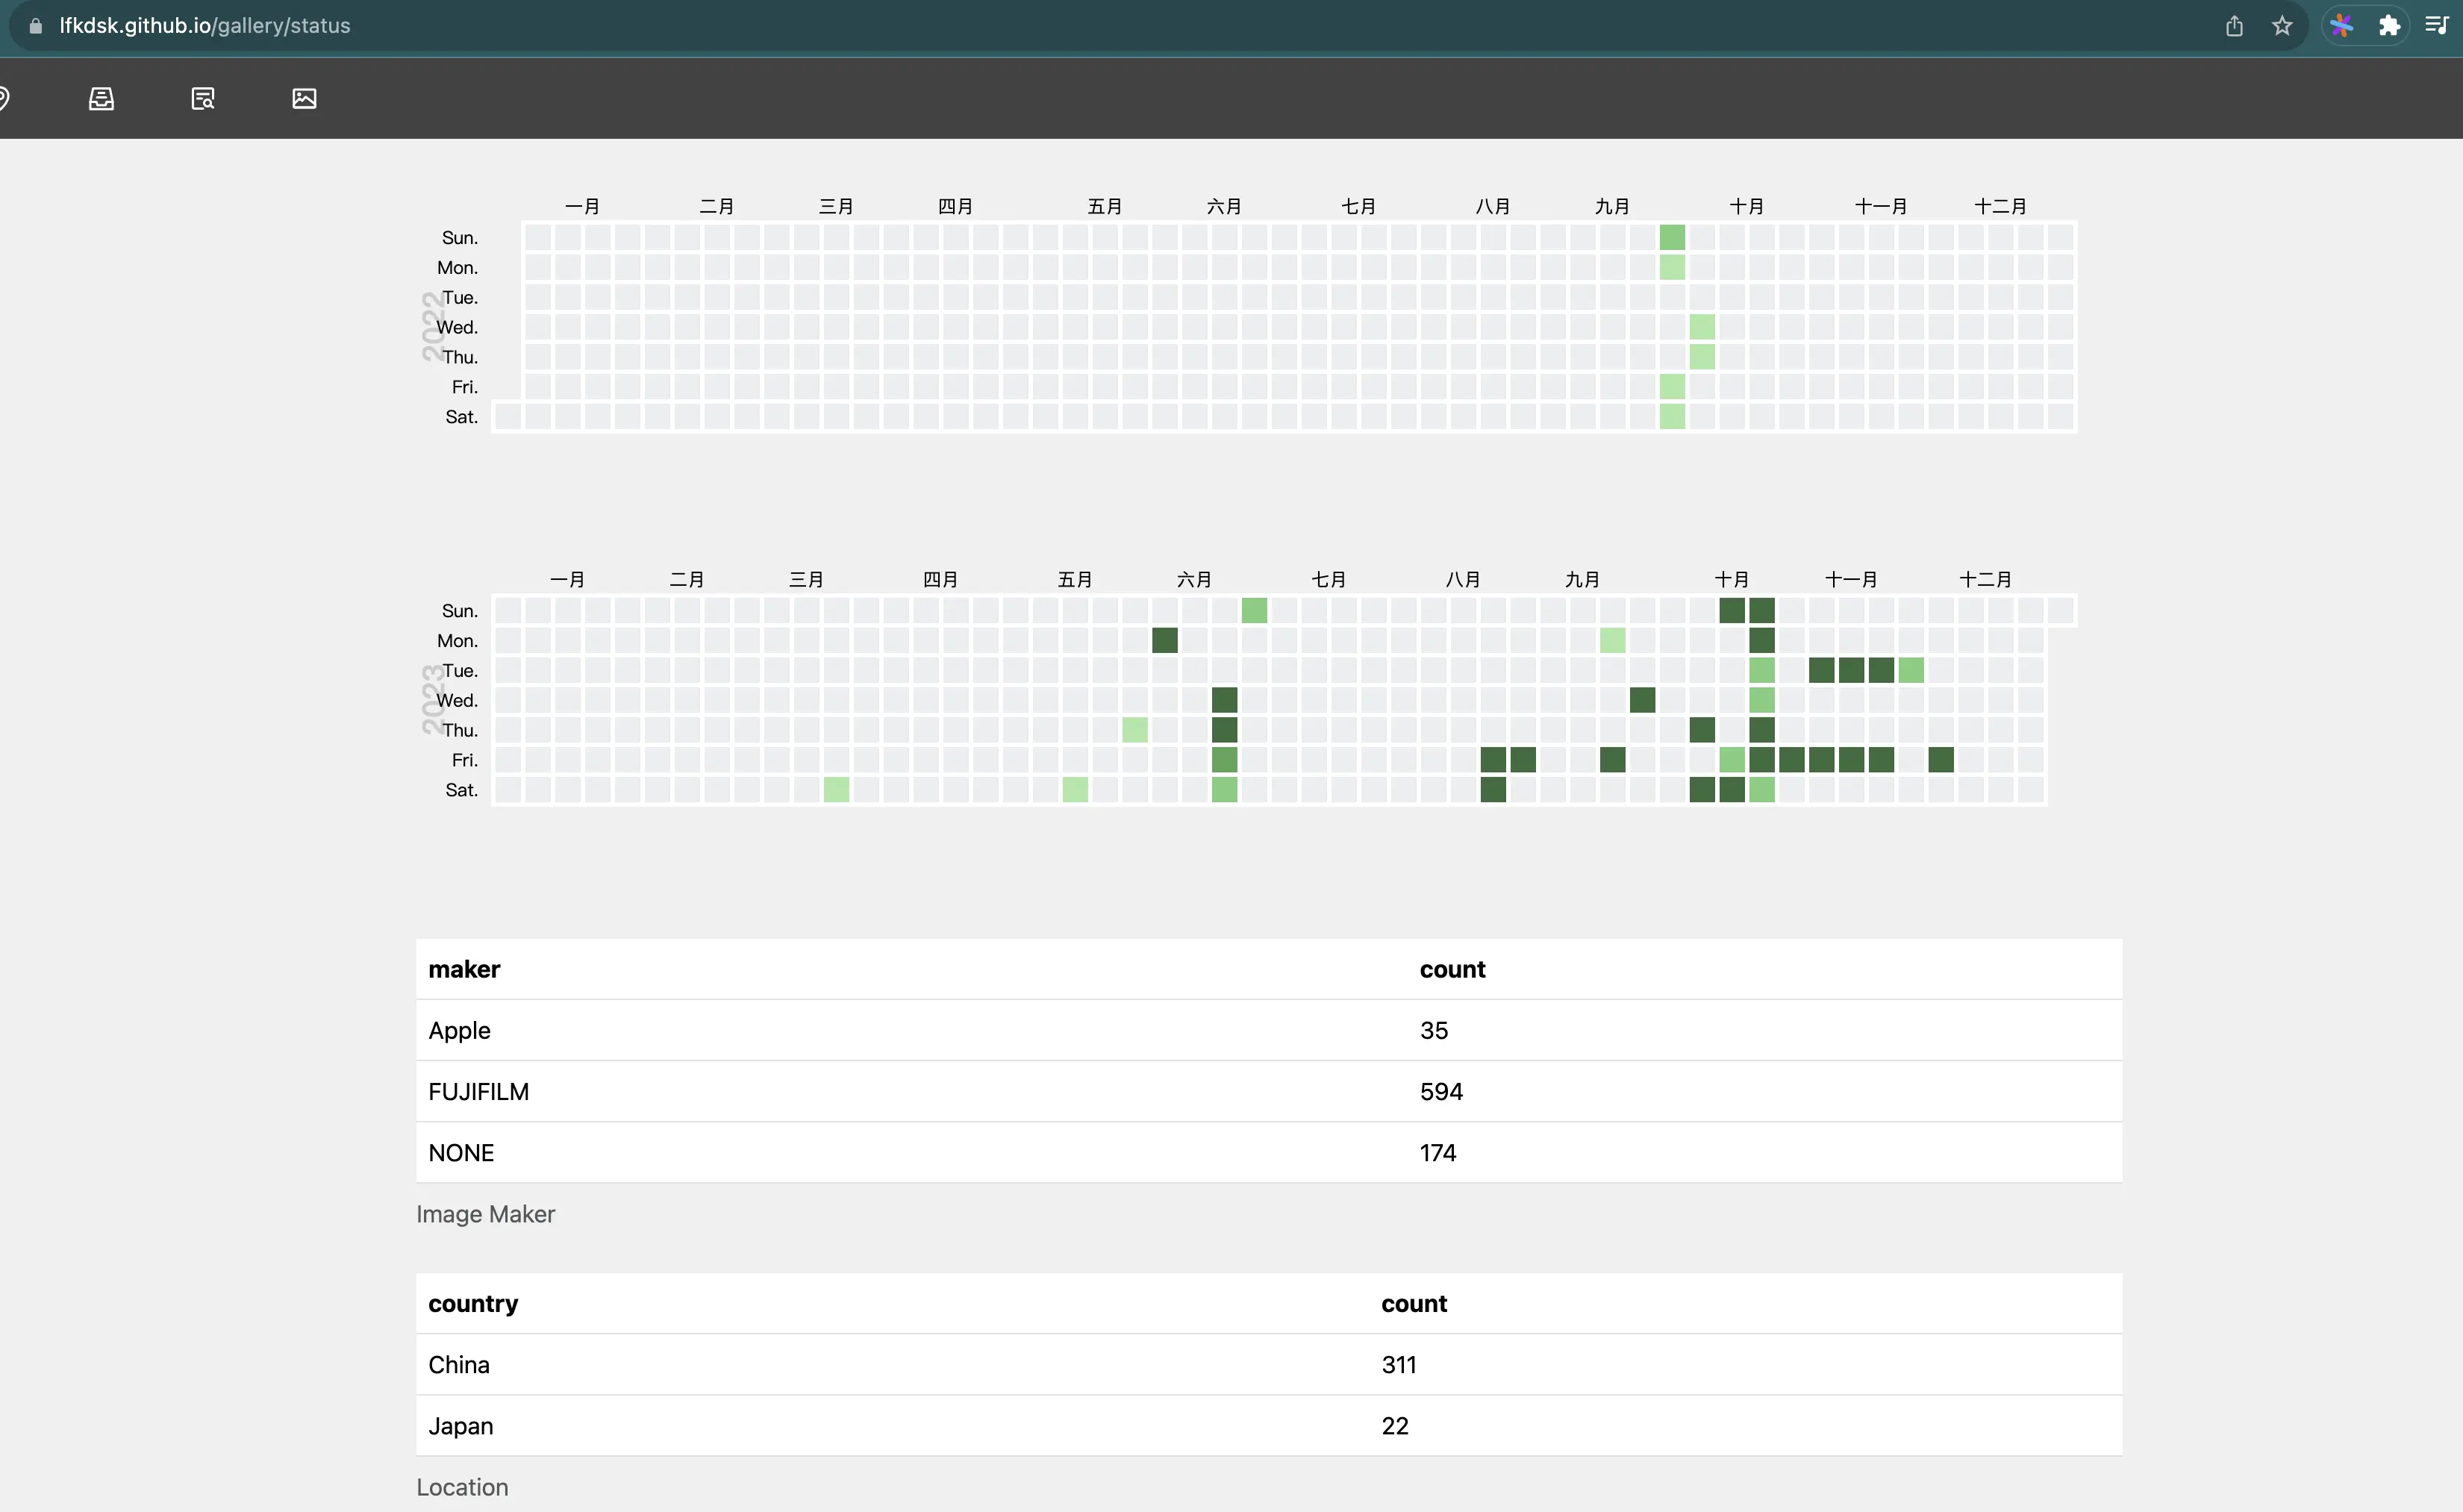 lfkdsk.github.io/gallery/status
一月 二月 三月 四月 五月 六月 七月 八月 九月 十月 十一月 十二月
2022
Sun.
Mon.
Tue.
Wed.
Thu.
Fri.
Sat.
一月 二月 三月 四月 五月 六月 七月 八月 九月 十月 十一月 十二月
2023
Sun.
Mon.
Tue.
Wed.
Thu.
Fri.
Sat.
maker count
Apple 35
FUJIFILM 594
NONE 174
Image Maker
country count
China 311
Japan 22
Location